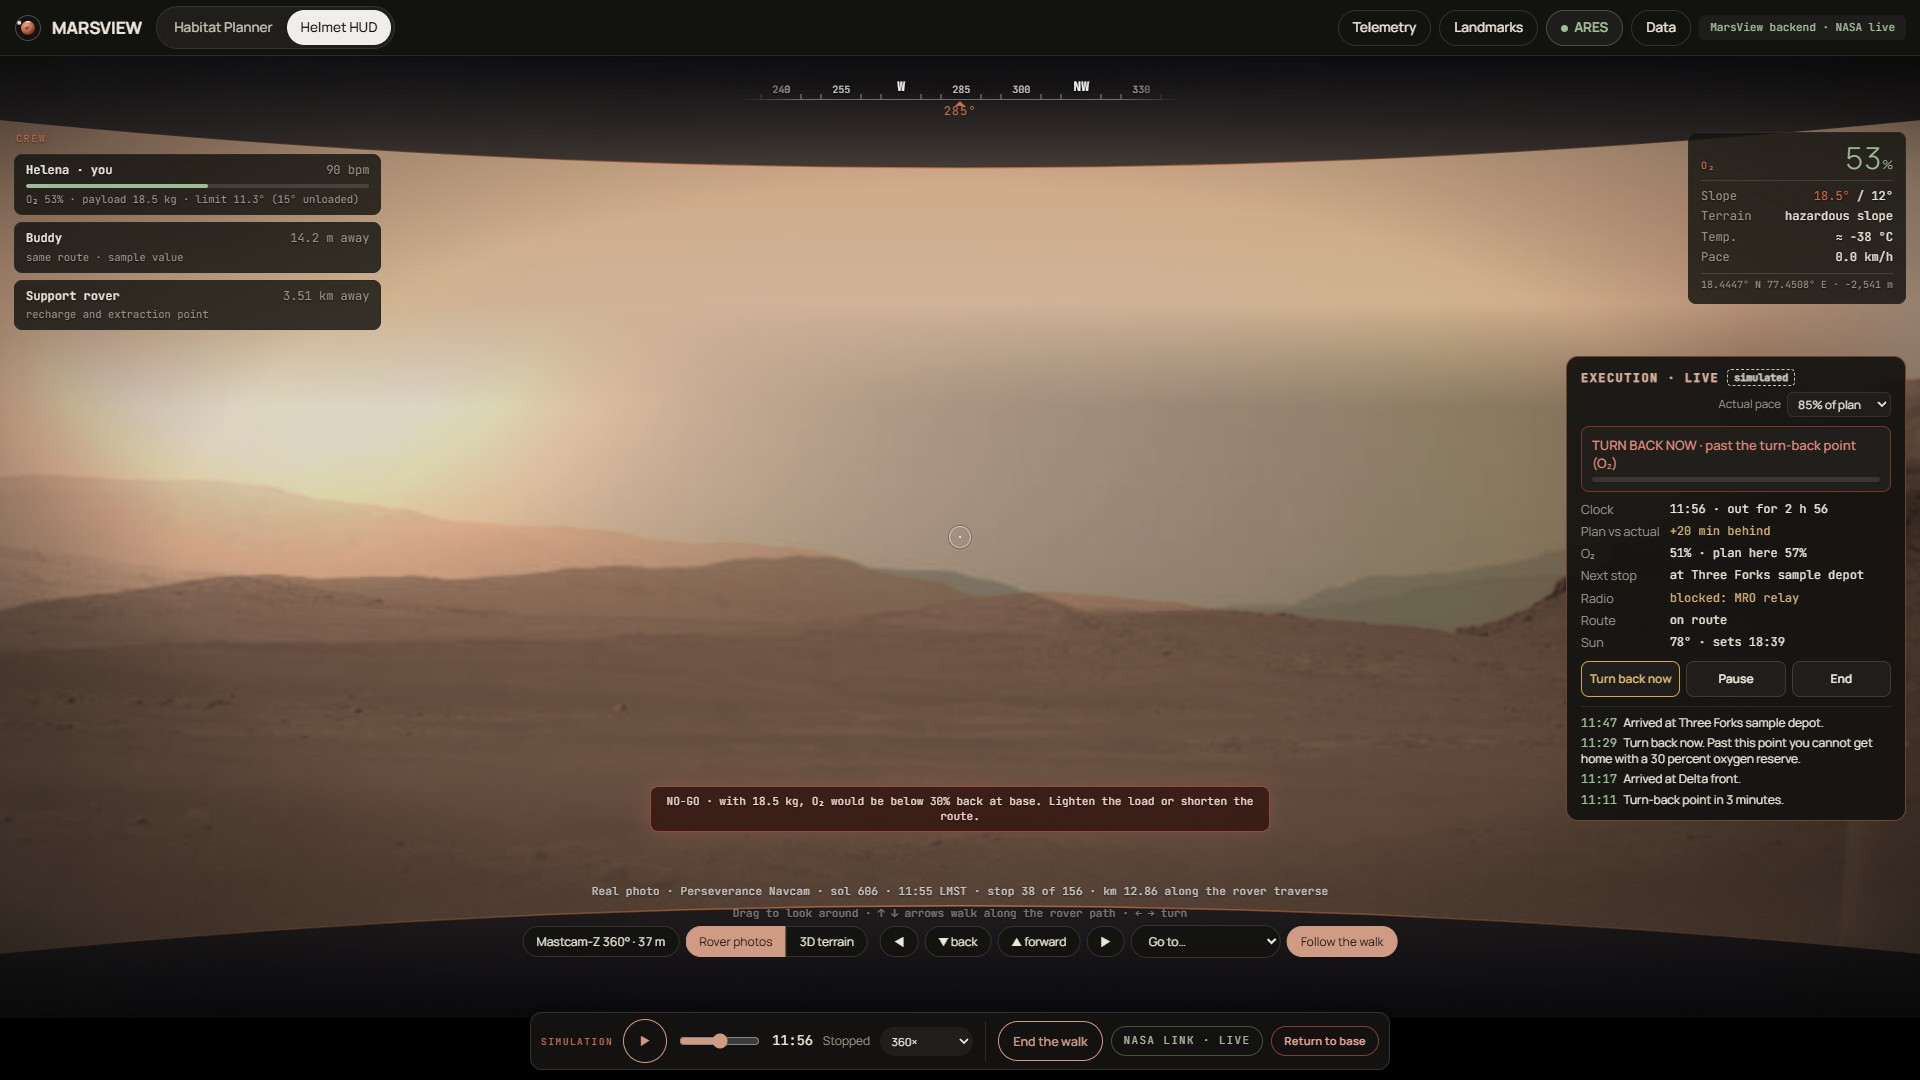 MARSVIEW
Habitat Planner
Helmet HUD
Telemetry
Landmarks
ARES
Data
MarsView backend · NASA live
240 255 W 285 300 NW 330
285°
CREW
Helena · you 90 bpm
O₂ 53% · payload 18.5 kg · limit 11.3° (15° unloaded)
Buddy 14.2 m away
same route · sample value
Support rover 3.51 km away
recharge and extraction point
O₂ 53%
Slope 18.5° / 12°
Terrain hazardous slope
Temp. ≈ -38 °C
Pace 0.0 km/h
18.4447° N 77.4508° E · -2,541 m
EXECUTION · LIVE simulated
Actual pace 85% of plan
TURN BACK NOW · past the turn-back point
(O₂)
Clock 11:56 · out for 2 h 56
Plan vs actual +20 min behind
O₂ 51% · plan here 57%
Next stop at Three Forks sample depot
Radio blocked: MRO relay
Route on route
Sun 78° · sets 18:39
Turn back now
Pause
End
11:47 Arrived at Three Forks sample depot.
11:29 Turn back now. Past this point you cannot get
home with a 30 percent oxygen reserve.
11:17 Arrived at Delta front.
11:11 Turn-back point in 3 minutes.
NO-GO · with 18.5 kg, O₂ would be below 30% back at base. Lighten the load or shorten the
route.
Real photo · Perseverance Navcam · sol 606 · 11:55 LMST · stop 38 of 156 · km 12.86 along the rover traverse
Drag to look around · ↑ ↓ arrows walk along the rover path · ← → turn
Mastcam-Z 360° · 37 m
Rover photos
3D terrain
◀
▼ back
▲ forward
▶
Go to…
Follow the walk
SIMULATION
11:56 Stopped
360×
End the walk
NASA LINK · LIVE
Return to base